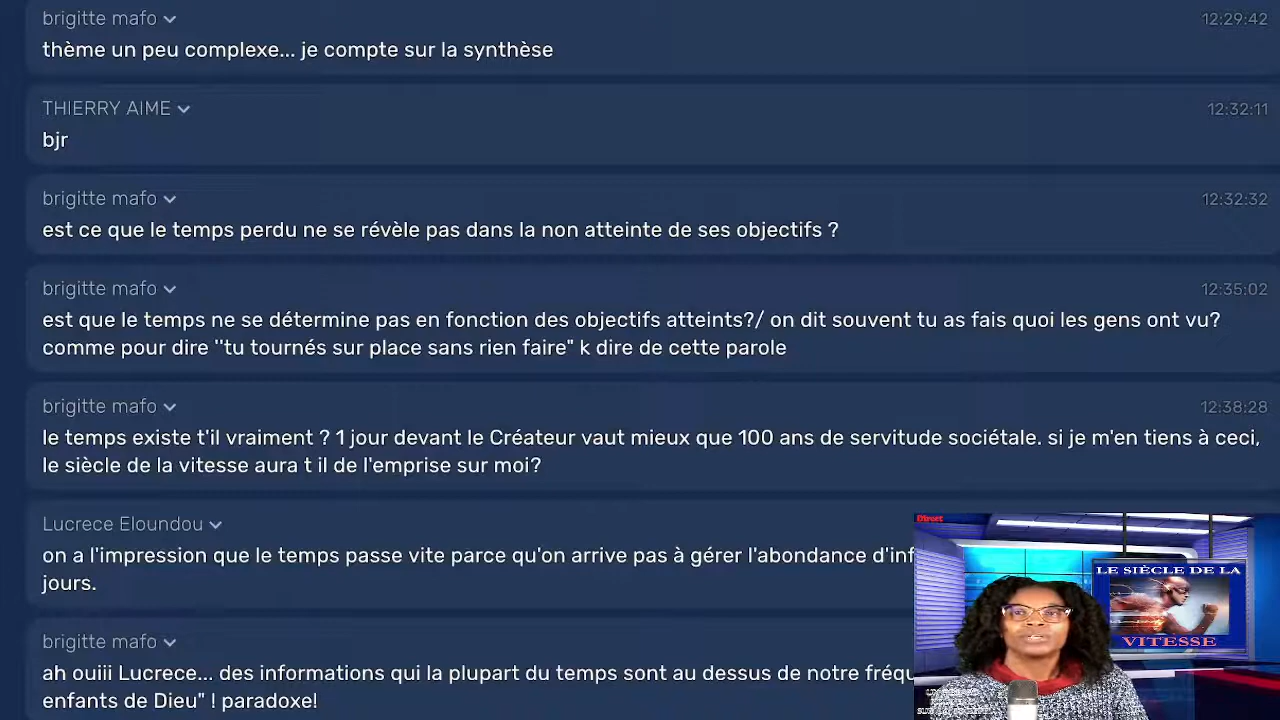 brigitte mafo
12:29:42
thème un peu complexe... je compte sur la synthèse
THIERRY AIME
12:32:11
bjr
brigitte mafo
12:32:32
est ce que le temps perdu ne se révèle pas dans la non atteinte de ses objectifs ?
brigitte mafo
12:35:02
est que le temps ne se détermine pas en fonction des objectifs atteints?/ on dit souvent tu as fais quoi les gens ont vu?
comme pour dire ''tu tournés sur place sans rien faire" k dire de cette parole
brigitte mafo
12:38:28
le temps existe t'il vraiment ? 1 jour devant le Créateur vaut mieux que 100 ans de servitude sociétale. si je m'en tiens à ceci,
le siècle de la vitesse aura t il de l'emprise sur moi?
Lucrece Eloundou
on a l'impression que le temps passe vite parce qu'on arrive pas à gérer l'abondance d'inf
jours.
brigitte mafo
ah ouiii Lucrece... des informations qui la plupart du temps sont au dessus de notre fréqu
enfants de Dieu" ! paradoxe!
Direct
LE SIÈCLE DE LA
VITESSE